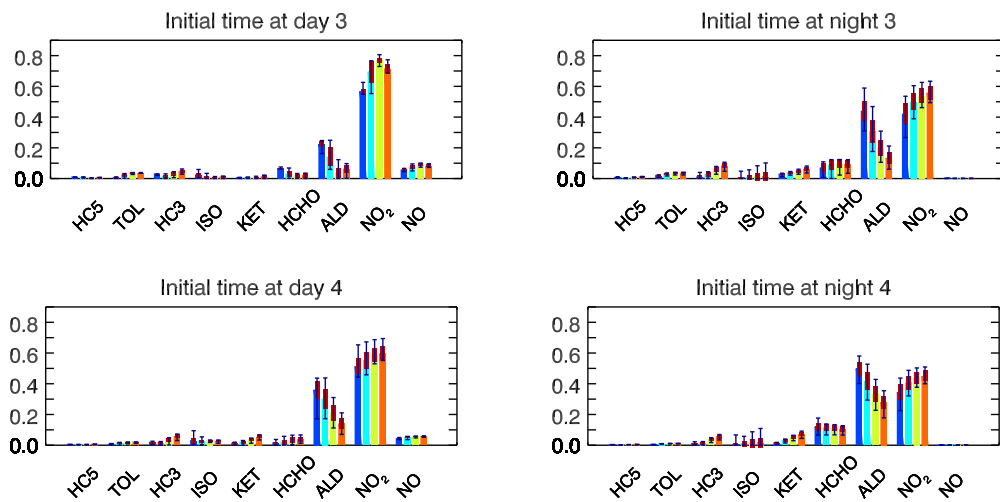 Initial time at day 3
0.8
0.6
0.4
0.2
0.0
HC5 TOL HC3 ISO KET HCHO ALD NO₂ NO
Initial time at night 3
0.8
0.6
0.4
0.2
0.0
HC5 TOL HC3 ISO KET HCHO ALD NO₂ NO
Initial time at day 4
0.8
0.6
0.4
0.2
0.0
HC5 TOL HC3 ISO KET HCHO ALD NO₂ NO
Initial time at night 4
0.8
0.6
0.4
0.2
0.0
HC5 TOL HC3 ISO KET HCHO ALD NO₂ NO